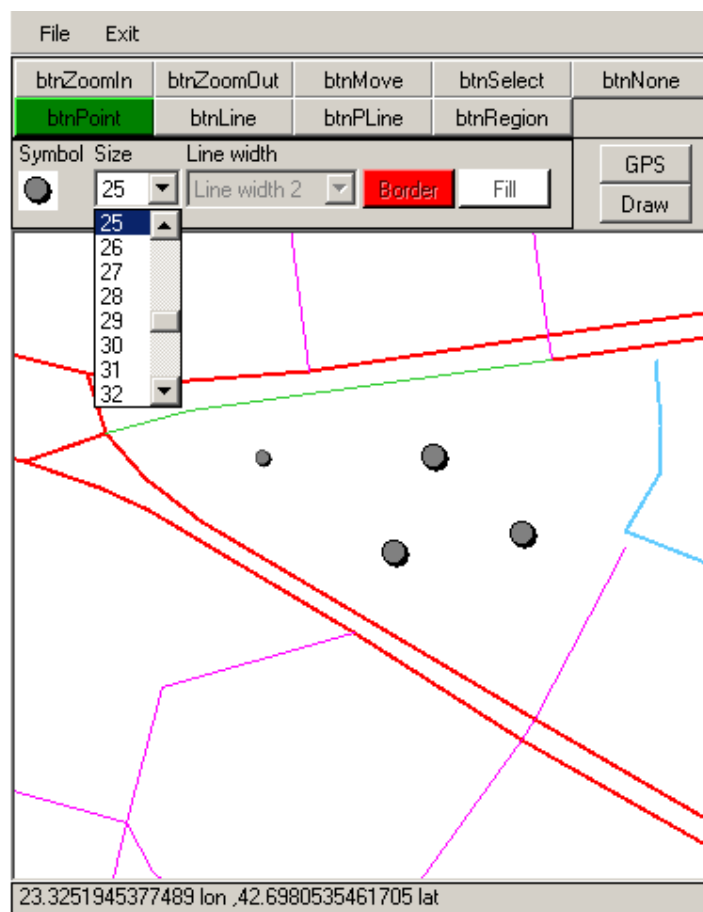 File Exit
btnZoomIn btnZoomOut btnMove btnSelect btnNone
btnPoint btnLine btnPLine btnRegion
Symbol Size Line width
25 Line width 2 Border Fill
GPS
Draw
25
26
27
28
29
30
31
32
23.3251945377489 lon ,42.6980535461705 lat